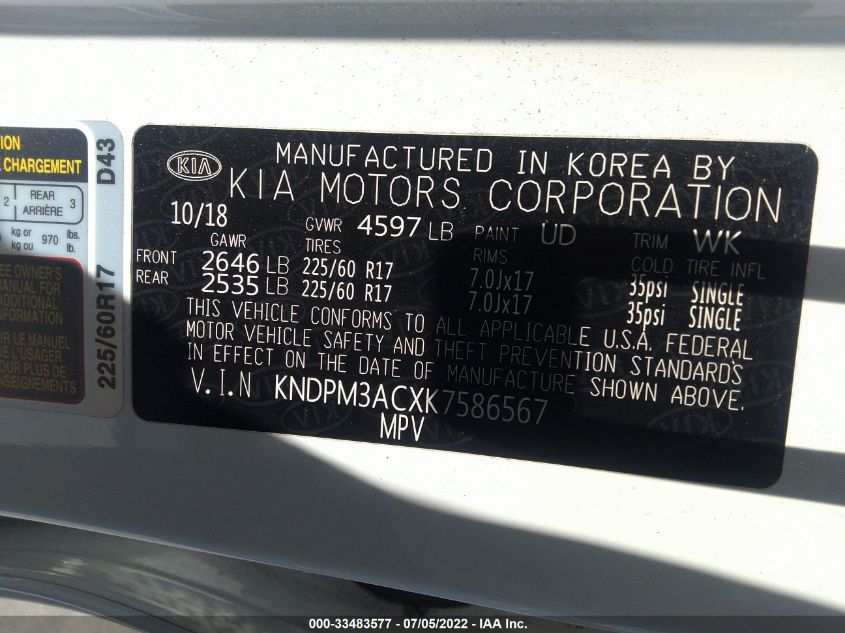 ION
E CHARGEMENT
2 REAR 3
ARRIÈRE
kg or 970 lbs.
kg ou lb.
EE OWNER'S
MANUAL FOR
ADDITIONAL
INFORMATION
IR LE MANUEL
DE L'USAGER
POUR PLUS DE
RENSEIGNEMENTS
225/60R17 D43
KIA MANUFACTURED IN KOREA BY
KIA MOTORS CORPORATION
10/18 GVWR 4597 LB PAINT UD TRIM WK
GAWR TIRES RIMS COLD TIRE INFL
FRONT 2646 LB 225/60 R17 7.0Jx17 35psi SINGLE
REAR 2535 LB 225/60 R17 7.0Jx17 35psi SINGLE
THIS VEHICLE CONFORMS TO ALL APPLICABLE U.S.A. FEDERAL
MOTOR VEHICLE SAFETY AND THEFT PREVENTION STANDARDS
IN EFFECT ON THE DATE OF MANUFACTURE SHOWN ABOVE.
V.I.N KNDPM3ACXK7586567
MPV
000-33483577 - 07/05/2022 - IAA Inc.